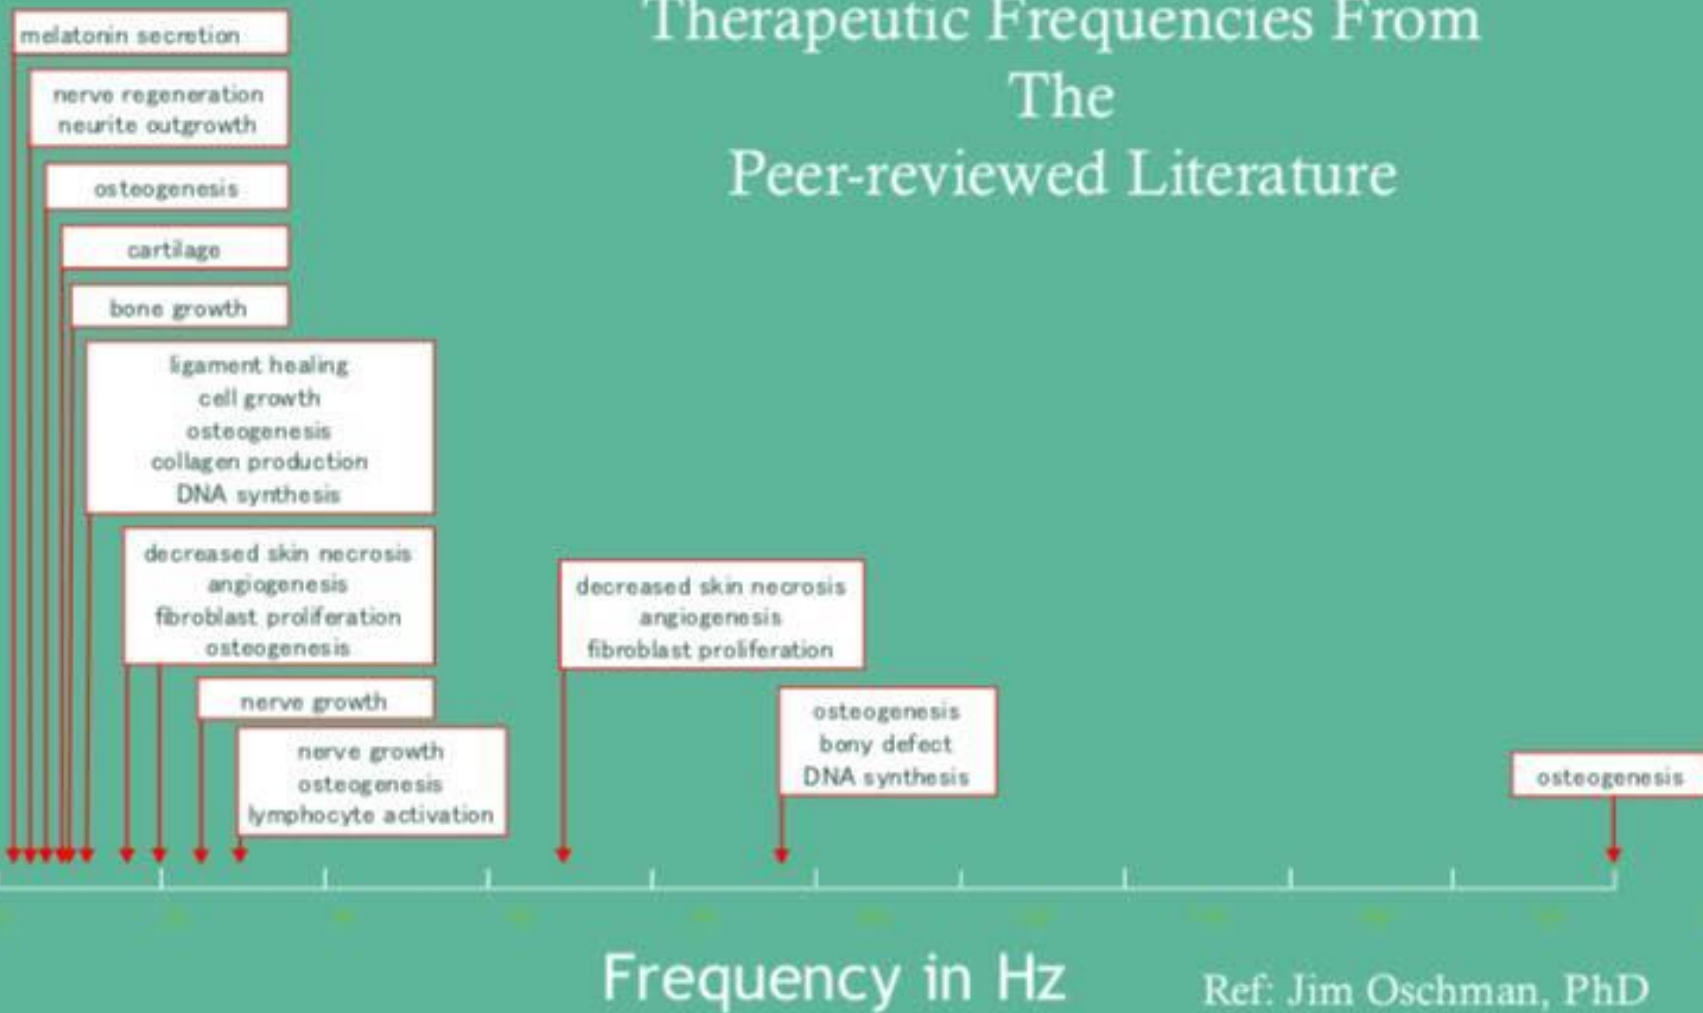 Therapeutic Frequencies From
The
Peer-reviewed Literature
melatonin secretion
nerve regeneration
neurite outgrowth
osteogenesis
cartilage
bone growth
ligament healing
cell growth
osteogenesis
collagen production
DNA synthesis
decreased skin necrosis
angiogenesis
fibroblast proliferation
osteogenesis
nerve growth
nerve growth
osteogenesis
lymphocyte activation
decreased skin necrosis
angiogenesis
fibroblast proliferation
osteogenesis
bony defect
DNA synthesis
osteogenesis
Frequency in Hz
Ref: Jim Oschman, PhD